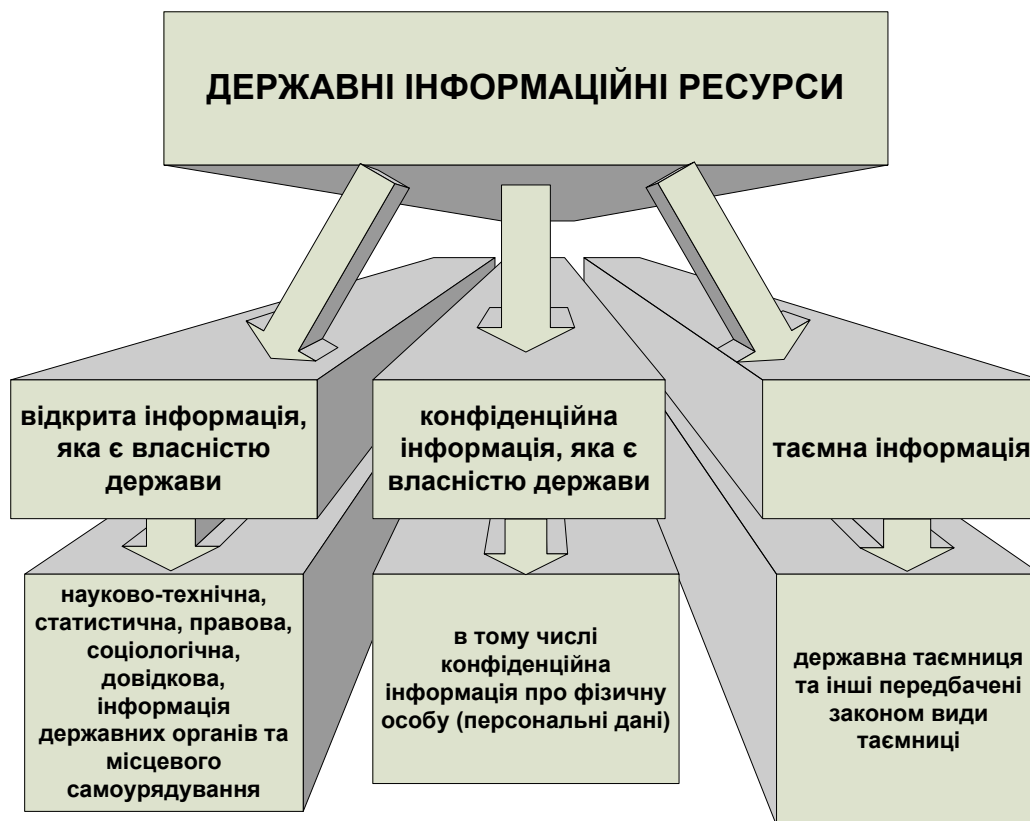 ДЕРЖАВНІ ІНФОРМАЦІЙНІ РЕСУРСИ
відкрита інформація,
яка є власністю
держави
конфіденційна
інформація, яка є
власністю держави
таємна інформація
науково-технічна,
статистична, правова,
соціологічна,
довідкова,
інформація
державних органів та
місцевого
самоурядування
в тому числі
конфіденційна
інформація про фізичну
особу (персональні дані)
державна таємниця
та інші передбачені
законом види
таємниці